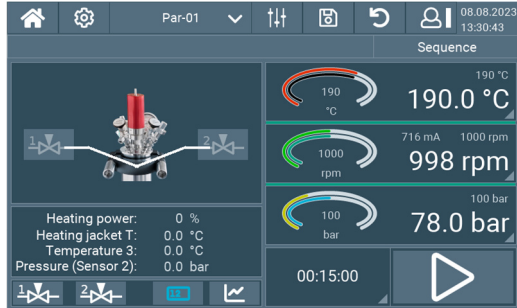 Par-01
08.08.2023
13:30:43
Sequence
1
2
190
°C
190 °C
190.0 °C
1000
rpm
716 mA 1000 rpm
998 rpm
100
bar
100 bar
78.0 bar
Heating power: 0 %
Heating jacket T: 0.0 °C
Temperature 3: 0.0 °C
Pressure (Sensor 2): 0.0 bar
1
2
00:15:00